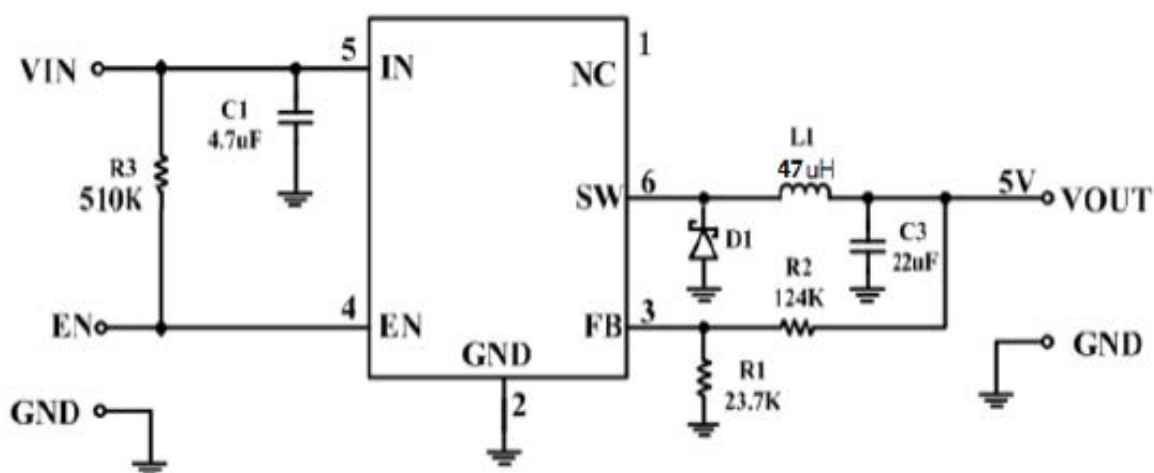 VIN
5
IN
1
NC
C1
4.7uF
R3
510K
L1
47uH
SW
6
5V
VOUT
D1
C3
22uF
R2
124K
EN
4
EN
FB
3
GND
GND
R1
23.7K
GND
2